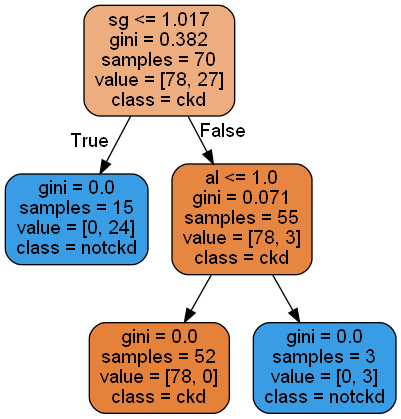 sg <= 1.017
gini = 0.382
samples = 70
value = [78, 27]
class = ckd
True
False
gini = 0.0
samples = 15
value = [0, 24]
class = notckd
al <= 1.0
gini = 0.071
samples = 55
value = [78, 3]
class = ckd
gini = 0.0
samples = 52
value = [78, 0]
class = ckd
gini = 0.0
samples = 3
value = [0, 3]
class = notckd